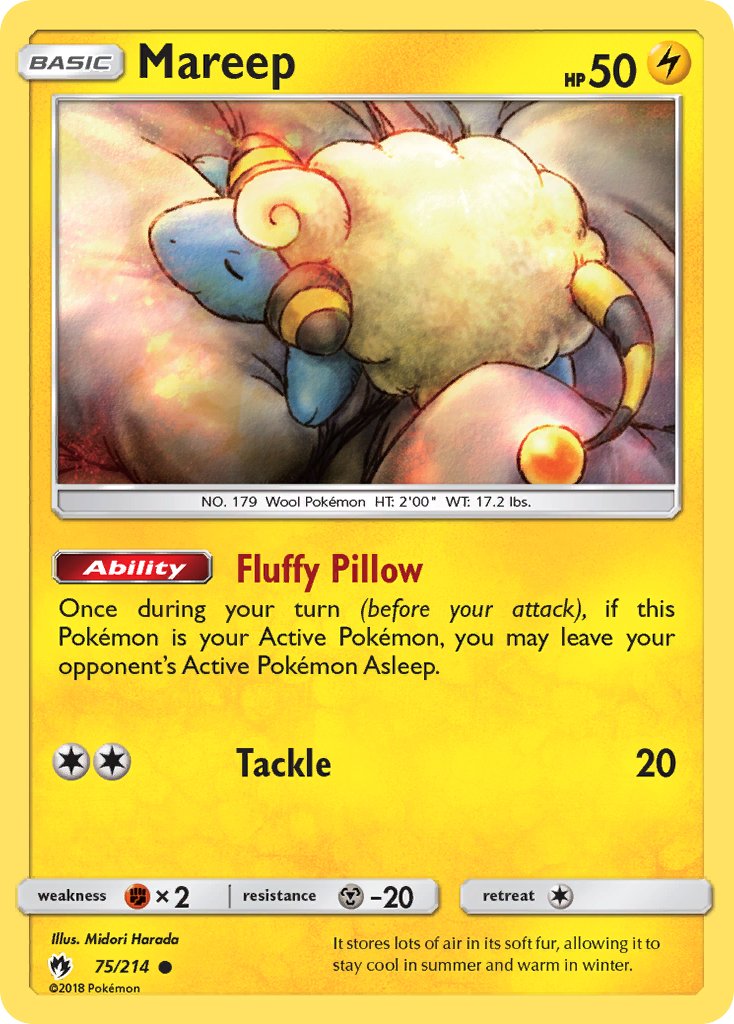 BASIC Mareep HP 50
NO. 179 Wool Pokémon HT: 2'00" WT: 17.2 lbs.
Ability Fluffy Pillow
Once during your turn (before your attack), if this
Pokémon is your Active Pokémon, you may leave your
opponent's Active Pokémon Asleep.
Tackle 20
weakness ×2 resistance -20 retreat
Illus. Midori Harada
75/214
©2018 Pokémon
It stores lots of air in its soft fur, allowing it to
stay cool in summer and warm in winter.